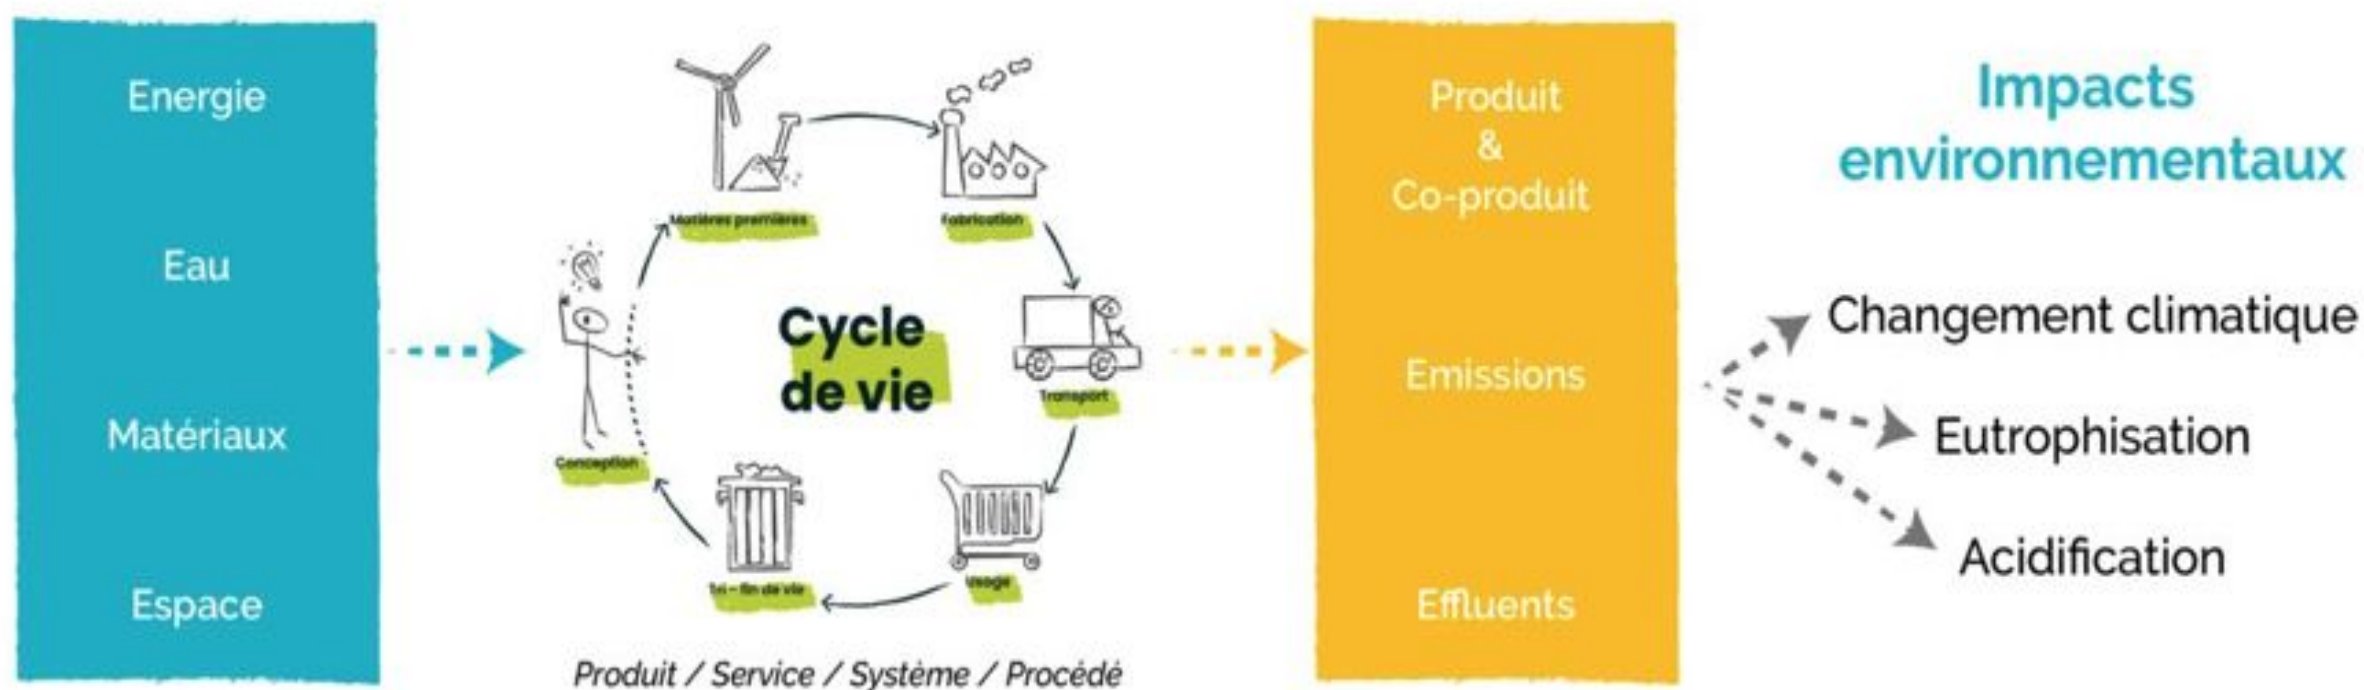 Energie
Eau
Matériaux
Espace
Matières premières
Fabrication
Transport
Usage
Tri – fin de vie
Conception
Cycle
de vie
Produit / Service / Système / Procédé
Produit
&
Co-produit
Emissions
Effluents
Impacts
environnementaux
Changement climatique
Eutrophisation
Acidification